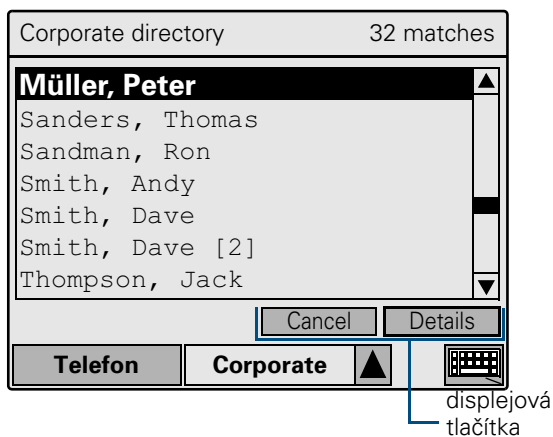 Corporate directory 32 matches
Müller, Peter
Sanders, Thomas
Sandman, Ron
Smith, Andy
Smith, Dave
Smith, Dave [2]
Thompson, Jack
Cancel Details
Telefon Corporate
displejová
tlačítka